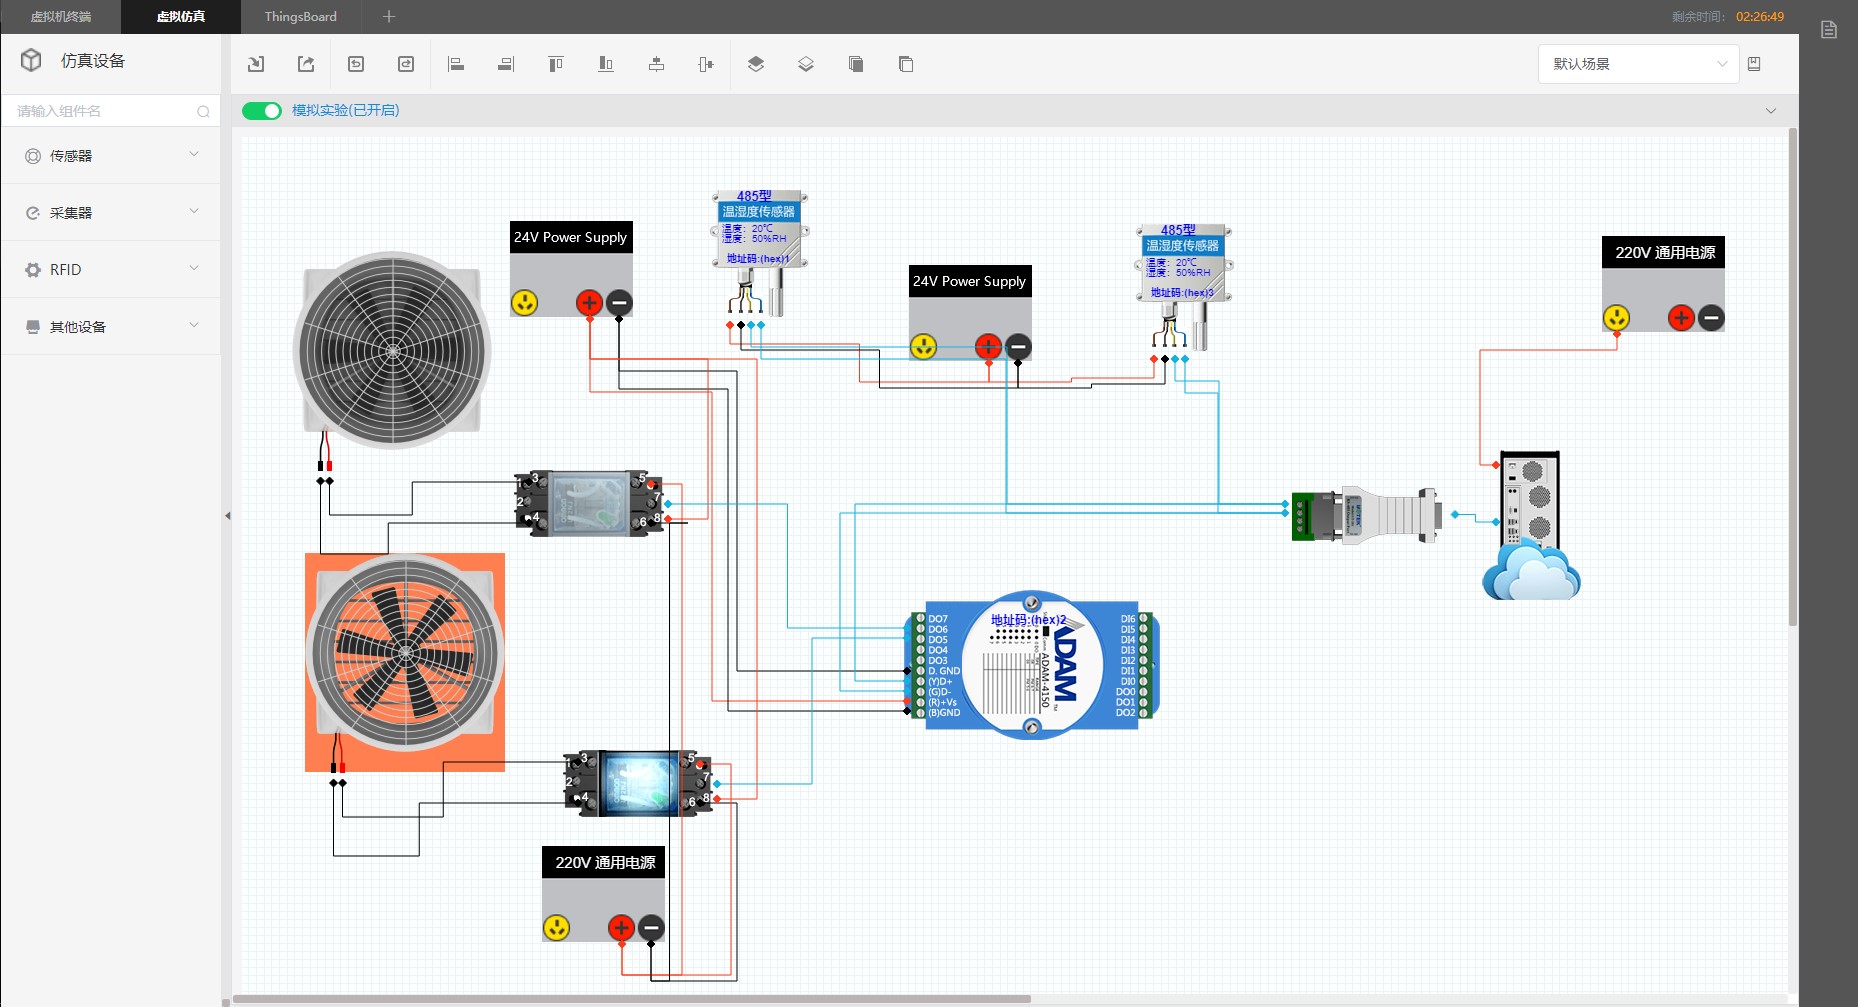 虚拟机终端
虚拟仿真
ThingsBoard
剩余时间：
02:26:49
仿真设备
默认场景
请输入组件名
模拟实验(已开启)
传感器
采集器
RFID
其他设备
24V Power Supply
485型
温湿度传感器
温度: 20℃
湿度: 50%RH
地址码:(hex)1
24V Power Supply
485型
温湿度传感器
温度: 20℃
湿度: 50%RH
地址码:(hex)3
220V 通用电源
1
3
5
2
7
4
6
8
DO7
DO6
DO5
DO4
DO3
D. GND
(Y)D+
(G)D-
(R)+Vs
(B)GND
地址码:(hex)2
ADAM
ADAM-4150
DI6
DI5
DI4
DI3
DI2
DI1
DI0
DO0
DO1
DO2
1
3
5
2
7
4
6
8
220V 通用电源